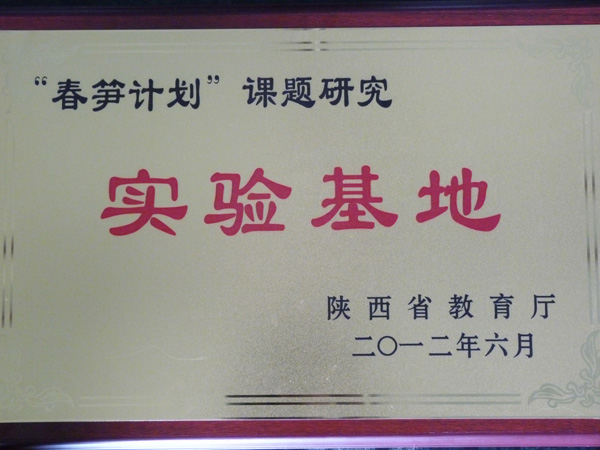 “春笋计划”课题研究
实验基地
陕西省教育厅
二〇一二年六月